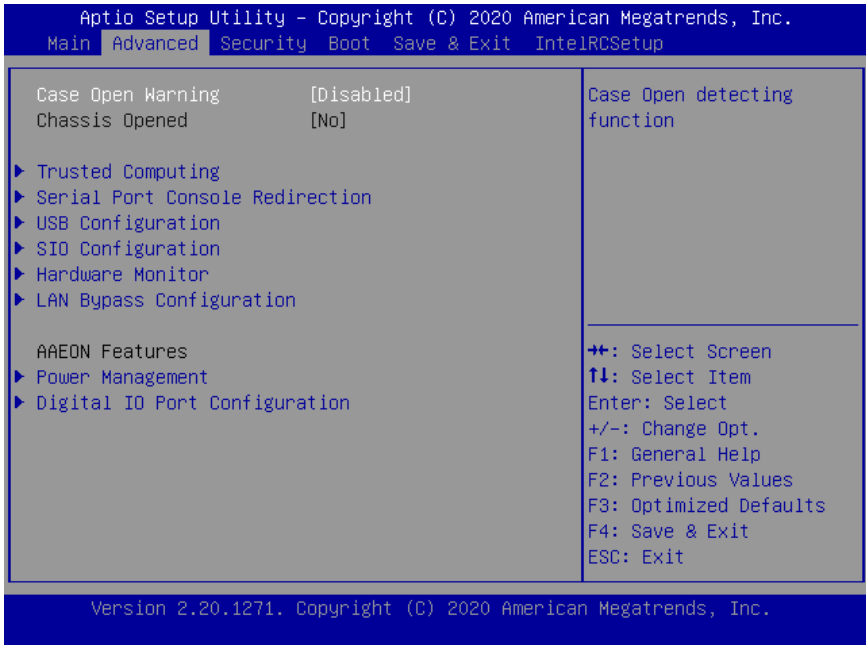 Aptio Setup Utility – Copyright (C) 2020 American Megatrends, Inc.
Main Advanced Security Boot Save & Exit IntelRCSetup
Case Open Warning [Disabled]
Chassis Opened [No]
Trusted Computing
Serial Port Console Redirection
USB Configuration
SIO Configuration
Hardware Monitor
LAN Bypass Configuration
AAEON Features
Power Management
Digital IO Port Configuration
Case Open detecting
function
→←: Select Screen
↑↓: Select Item
Enter: Select
+/-: Change Opt.
F1: General Help
F2: Previous Values
F3: Optimized Defaults
F4: Save & Exit
ESC: Exit
Version 2.20.1271. Copyright (C) 2020 American Megatrends, Inc.